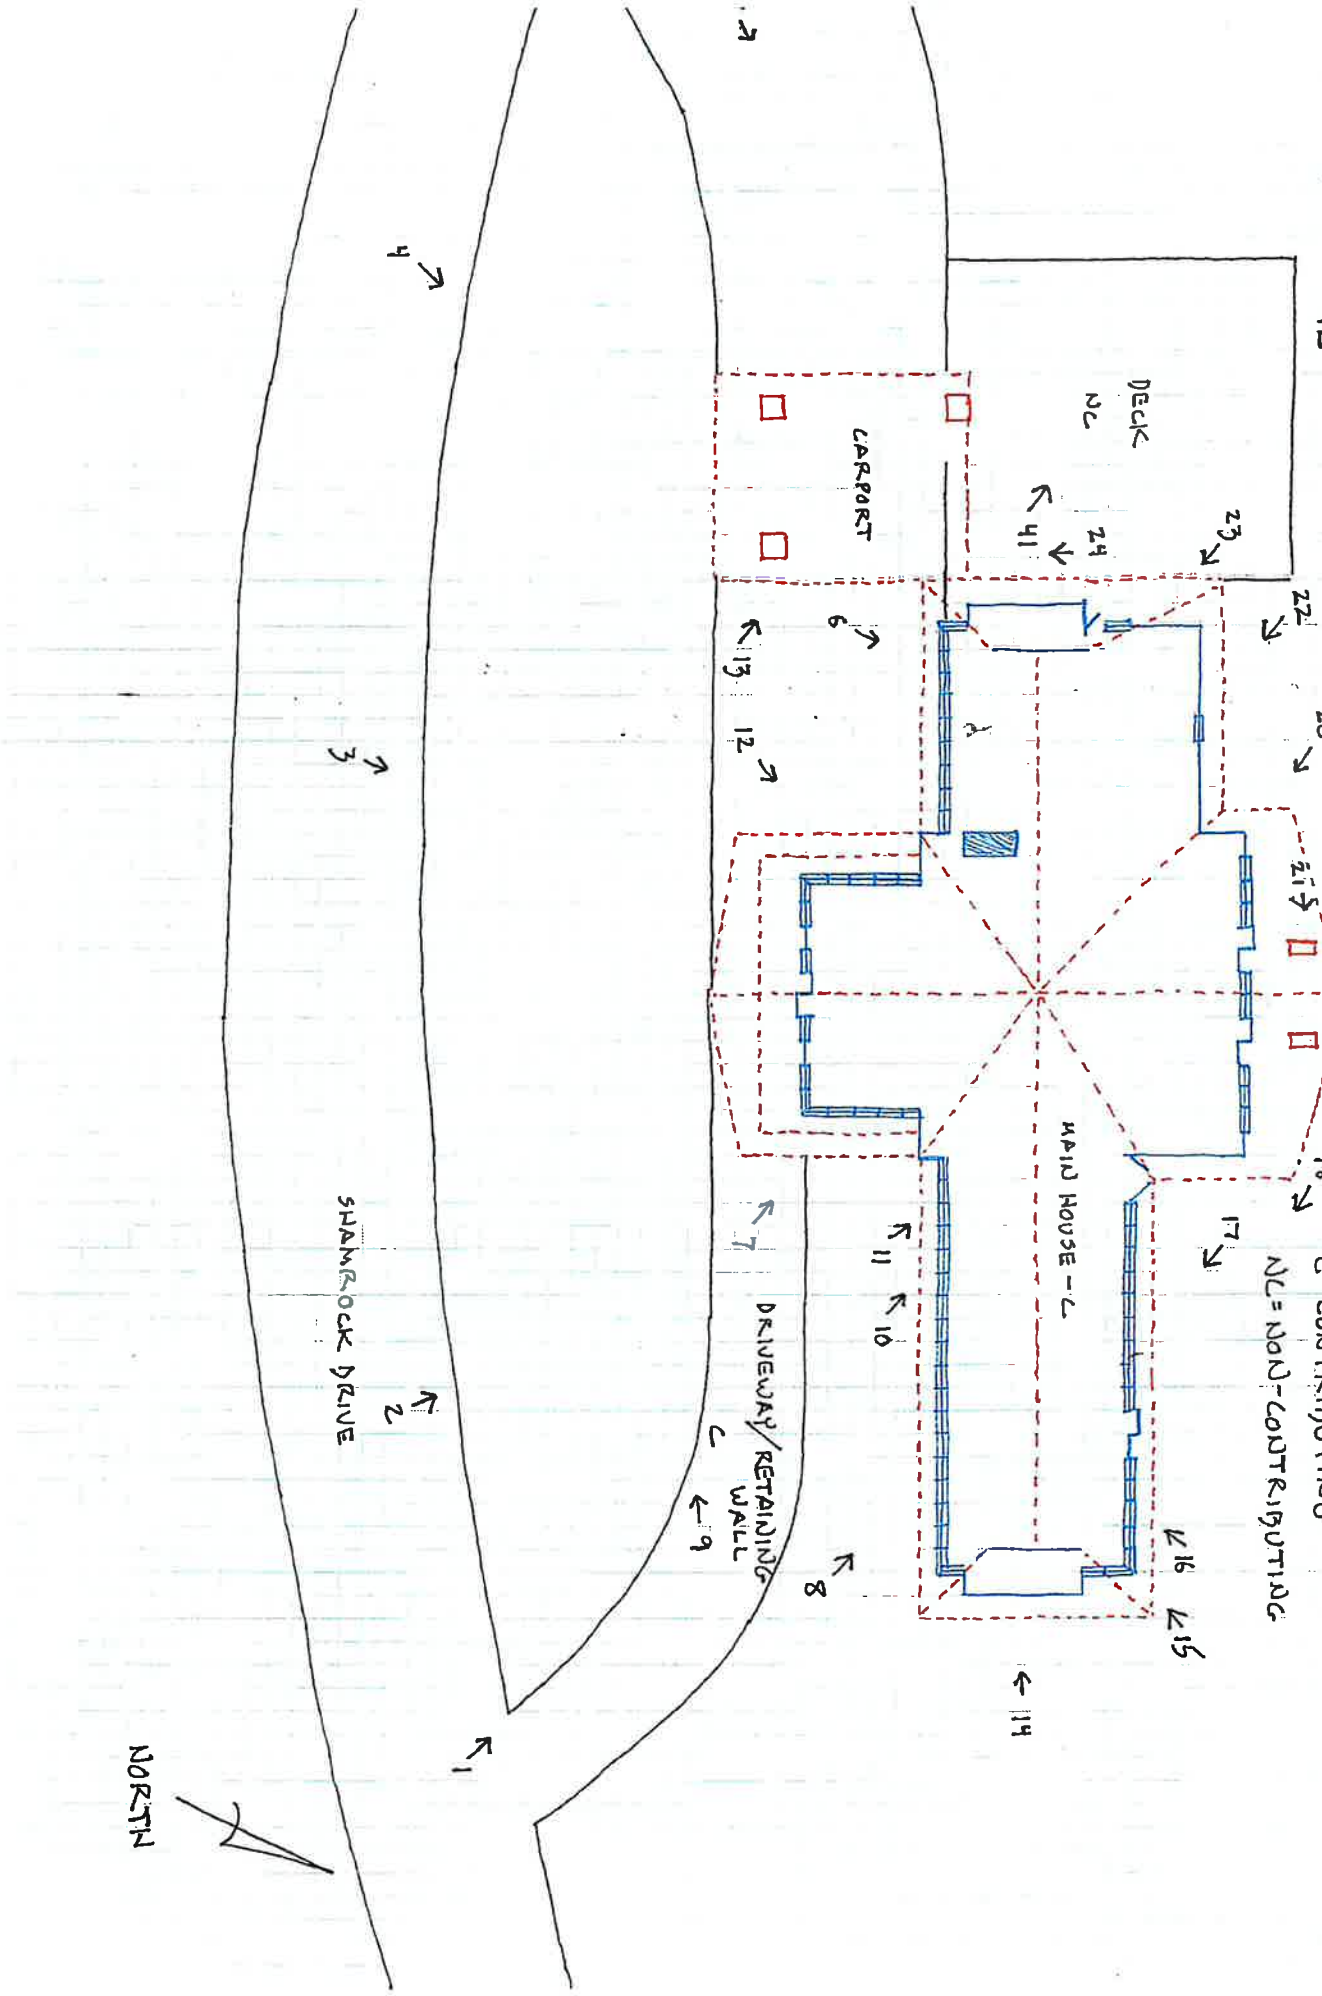 C = CONTRIBUTING
NC = NON-CONTRIBUTING
22
23
DECK
NC
24
41
21
17
16
15
MAIN HOUSE - C
14
CARPORT
6
11
10
8
13
12
7
DRIVEWAY/RETAINING
WALL
C
9
4
3
2
1
SHAMROCK DRIVE
NORTH